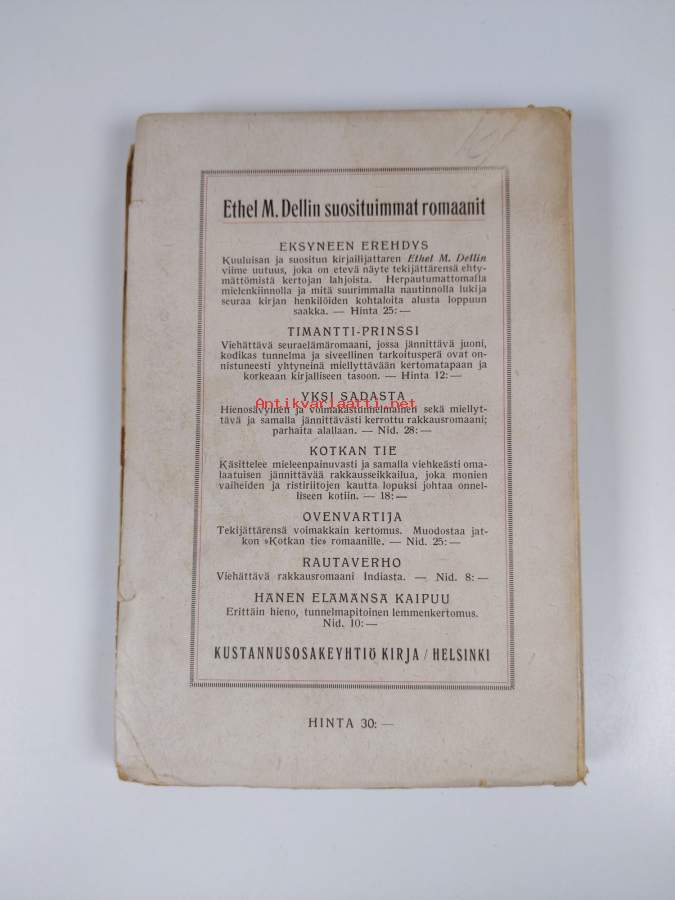 Ethel M. Dellin suosituimmat romaanit
EKSYNEEN EREHDYS
Kuuluisan ja suositun kirjailijattaren Ethel M. Dellin
viime uutuus, joka on etevä näyte tekijättärensä ehty-
mättömistä kertojan lahjoista. Herpautumattomalla
mielenkiinnolla ja mitä suurimmalla nautinnolla lukija
seuraa kirjan henkilöiden kohtaloita alusta loppuun
saakka. — Hinta 25: —
TIMANTTI-PRINSSI
Viehättävä seuraelämäromaani, jossa jännittävä juoni,
kodikas tunnelma ja siveellinen tarkoitusperä ovat on-
nistuneesti yhtyneinä miellyttävään kertomatapaan ja
korkeaan kirjalliseen tasoon. — Hinta 12: —
YKSI SADASTA
Antikvariaatti.net
Hienosävyinen ja voimakastunnelmainen sekä miellyt-
tävä ja samalla jännittävästi kerrottu rakkausromaani;
parhaita alallaan. — Nid. 28: —
KOTKAN TIE
Käsittelee mieleenpainuvasti ja samalla viehkeästi oma-
laatuisen jännittävää rakkausseikkailua, joka monien
vaiheiden ja ristiriitojen kautta lopuksi johtaa onnel-
liseen kotiin. — 18: —
OVENVARTIJA
Tekijättärensä voimakkain kertomus. Muodostaa jat-
kon »Kotkan tie» romaanille. — Nid. 25: —
RAUTAVERHO
Viehättävä rakkausromaani Indiasta. — Nid. 8: —
HÄNEN ELÄMÄNSÄ KAIPUU
Erittäin hieno, tunnelmapitoinen lemmenkertomus.
Nid. 10: —
KUSTANNUSOSAKEYHTIÖ KIRJA / HELSINKI
HINTA 30: —